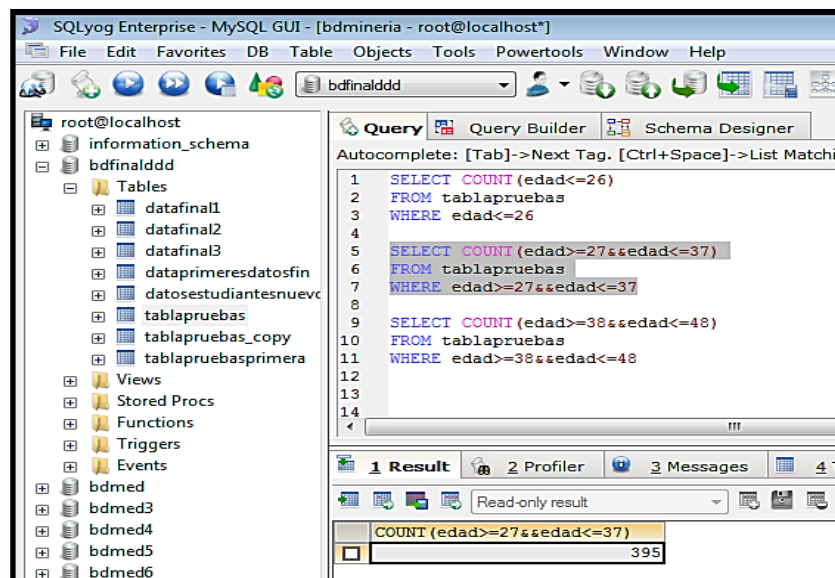 SQLyog Enterprise - MySQL GUI - [bdmineria - root@localhost*]
File Edit Favorites DB Table Objects Tools Powertools Window Help
bdfinalddd
root@localhost
information_schema
bdfinalddd
Tables
datafinal1
datafinal2
datafinal3
dataprimeresdatosfin
datosestudiantesnuevo
tablapruebas
tablapruebas_copy
tablapruebasprimera
Views
Stored Procs
Functions
Triggers
Events
bdmed
bdmed3
bdmed4
bdmed5
bdmed6
Query Query Builder Schema Designer
Autocomplete: [Tab]->Next Tag. [Ctrl+Space]->List Matchi
1 SELECT COUNT(edad<=26)
2 FROM tablapruebas
3 WHERE edad<=26
4
5 SELECT COUNT(edad>=27&&edad<=37)
6 FROM tablapruebas
7 WHERE edad>=27&&edad<=37
8
9 SELECT COUNT(edad>=38&&edad<=48)
10 FROM tablapruebas
11 WHERE edad>=38&&edad<=48
12
13
14
1 Result 2 Profiler 3 Messages 4
Read-only result
COUNT(edad>=27&&edad<=37)
395